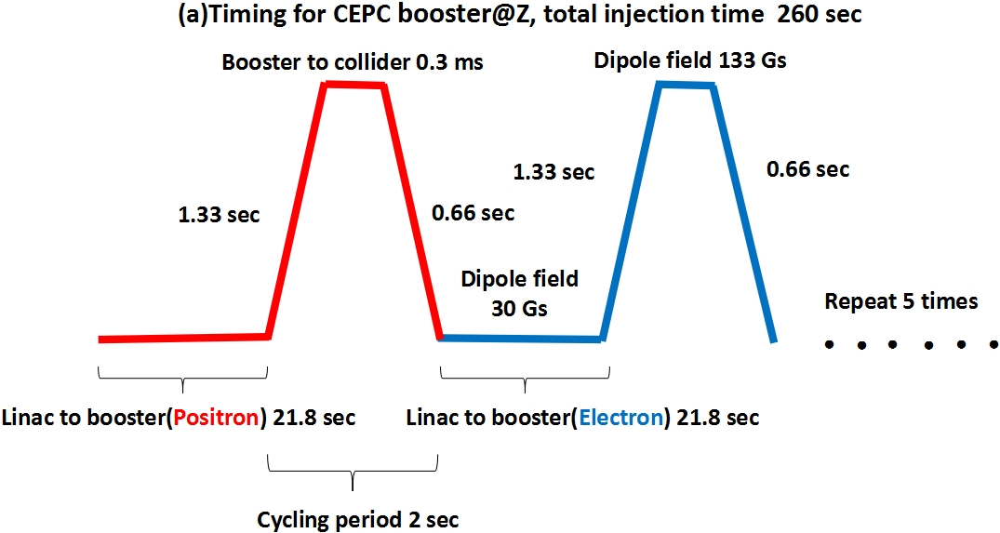 (a)Timing for CEPC booster@Z, total injection time 260 sec
Booster to collider 0.3 ms
Dipole field 133 Gs
1.33 sec
0.66 sec
1.33 sec
0.66 sec
Dipole field
30 Gs
Repeat 5 times
Linac to booster(Positron) 21.8 sec
Linac to booster(Electron) 21.8 sec
Cycling period 2 sec